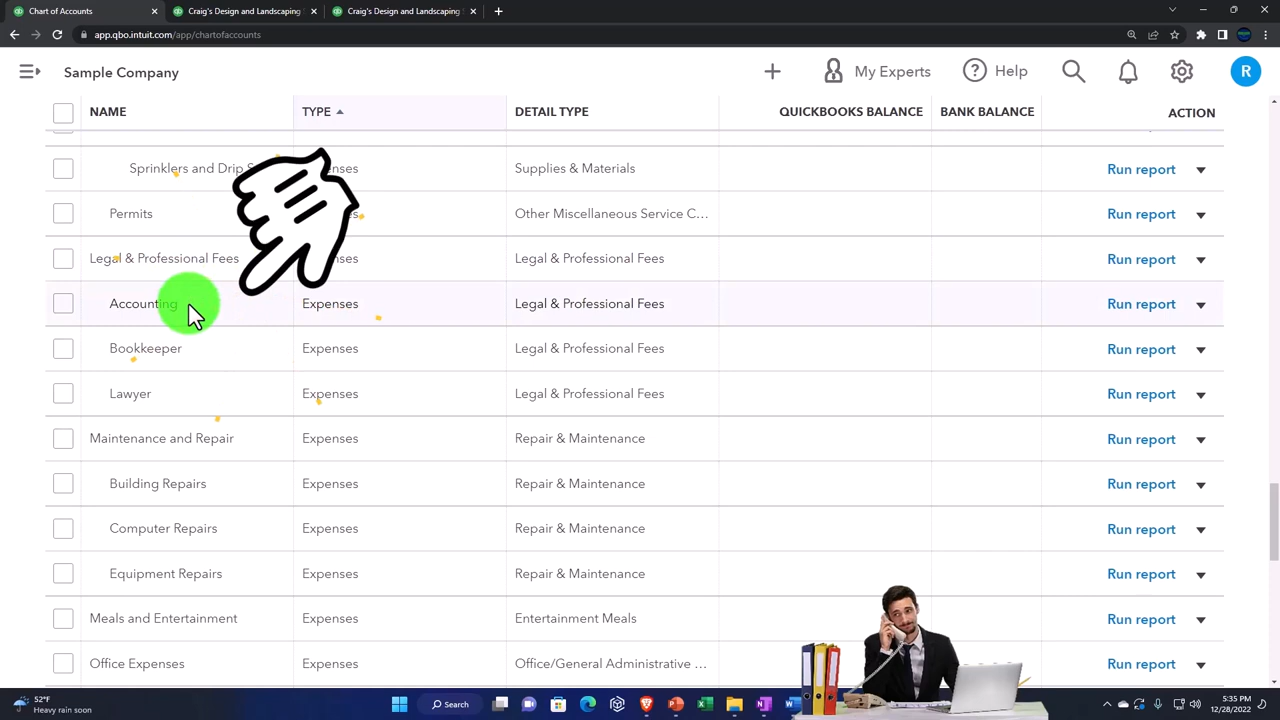 Chart of Accounts
Craig's Design and Landscaping
Craig's Design and Landscaping
app.qbo.intuit.com/app/chartofaccounts
Sample Company
My Experts
Help
R
NAME TYPE DETAIL TYPE QUICKBOOKS BALANCE BANK BALANCE ACTION
Sprinklers and Drip S Supplies & Materials Run report
Permits Other Miscellaneous Service C... Run report
Legal & Professional Fees Legal & Professional Fees Run report
Accounting Expenses Legal & Professional Fees Run report
Bookkeeper Expenses Legal & Professional Fees Run report
Lawyer Expenses Legal & Professional Fees Run report
Maintenance and Repair Expenses Repair & Maintenance Run report
Building Repairs Expenses Repair & Maintenance Run report
Computer Repairs Expenses Repair & Maintenance Run report
Equipment Repairs Expenses Repair & Maintenance Run report
Meals and Entertainment Expenses Entertainment Meals Run report
Office Expenses Expenses Office/General Administrative ... Run report
52°F
Heavy rain soon
Search
5:35 PM
12/28/2022